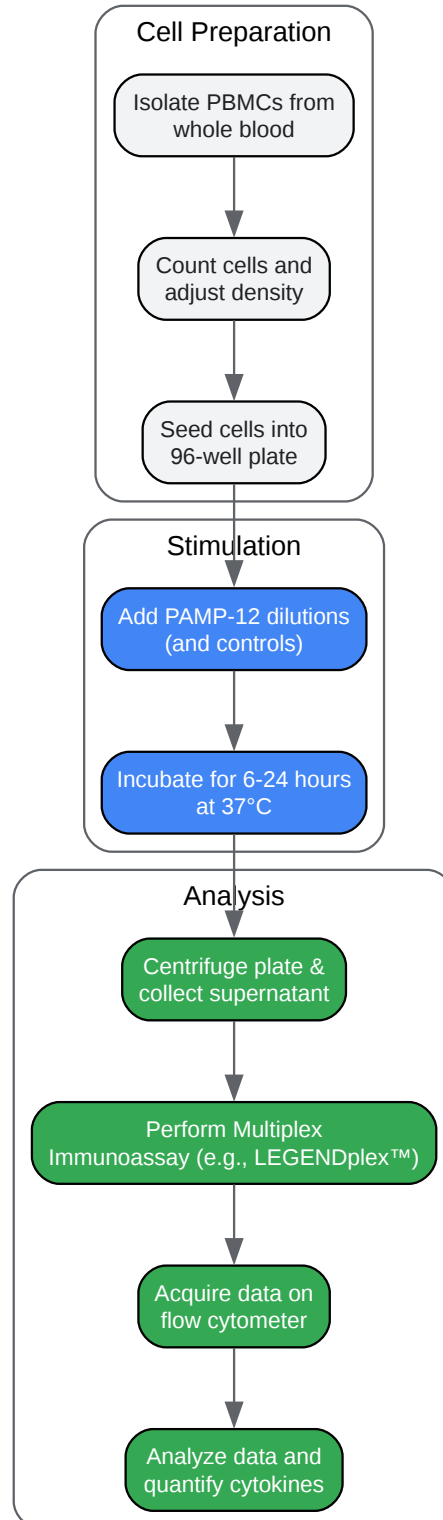 Cell Preparation
Isolate PBMCs from
whole blood
Count cells and
adjust density
Seed cells into
96-well plate
Stimulation
Add PAMP-12 dilutions
(and controls)
Incubate for 6-24 hours
at 37°C
Analysis
Centrifuge plate &
collect supernatant
Perform Multiplex
Immunoassay (e.g., LEGENDplex™)
Acquire data on
flow cytometer
Analyze data and
quantify cytokines